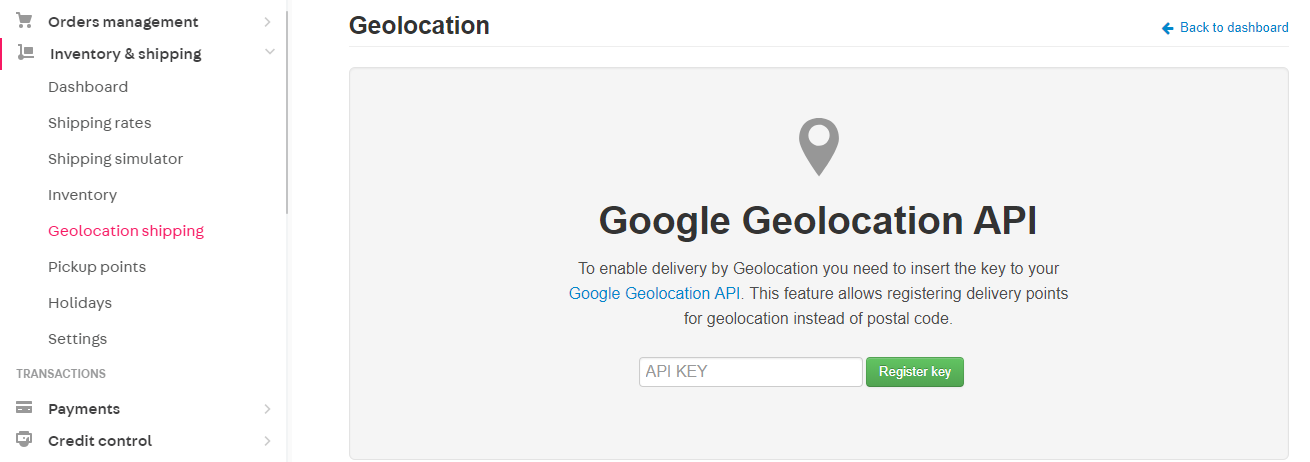 Orders management
Inventory & shipping
Dashboard
Shipping rates
Shipping simulator
Inventory
Geolocation shipping
Pickup points
Holidays
Settings
TRANSACTIONS
Payments
Credit control
Geolocation
Back to dashboard
Google Geolocation API
To enable delivery by Geolocation you need to insert the key to your
Google Geolocation API. This feature allows registering delivery points
for geolocation instead of postal code.
API KEY
Register key